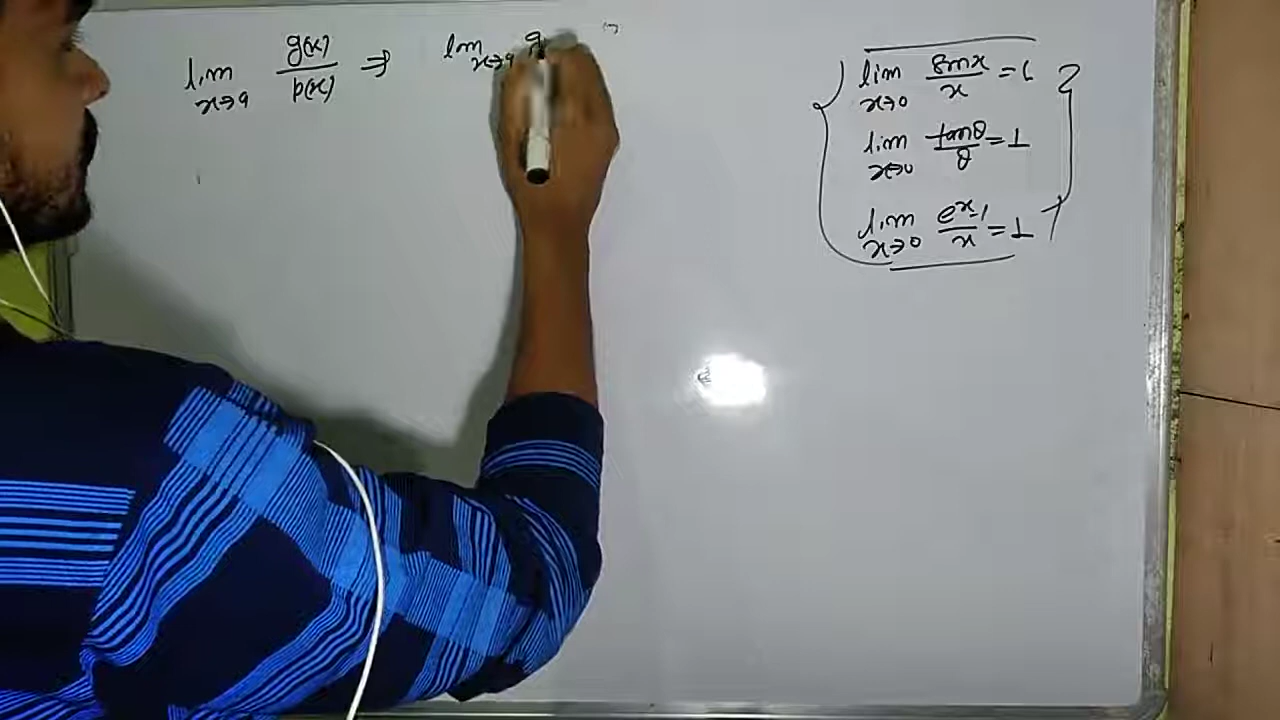 lim x→a g(x)/p(x) ⇒ lim x→a g
lim x→0 sinx/x = 1
lim x→0 tanθ/θ = 1
lim x→0 e^x-1/x = 1